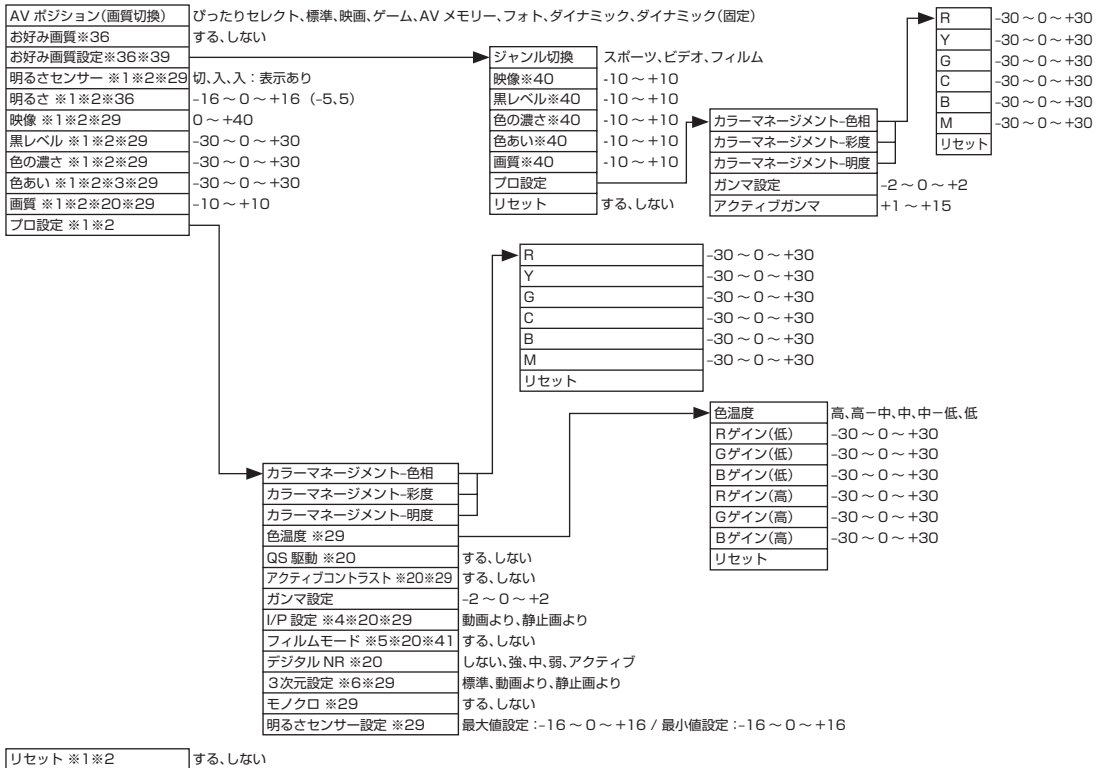 AV ポジション(画質切換) ぴったりセレクト、標準、映画、ゲーム、AV メモリー、フォト、ダイナミック、ダイナミック(固定)
お好み画質※36 する、しない
お好み画質設定※36※39
明るさセンサー ※1※2※29 切、入、入：表示あり
明るさ ※1※2※36 –16 ～ 0 ～ +16 (–5、5)
映像 ※1※2※29 0 ～ +40
黒レベル ※1※2※29 –30 ～ 0 ～ +30
色の濃さ ※1※2※29 –30 ～ 0 ～ +30
色あい ※1※2※3※29 –30 ～ 0 ～ +30
画質 ※1※2※20※29 –10 ～ +10
プロ設定 ※1※2
ジャンル切換 スポーツ、ビデオ、フィルム
映像※40 -10 ～ +10
黒レベル※40 -10 ～ +10
色の濃さ※40 -10 ～ +10
色あい※40 -10 ～ +10
画質※40 -10 ～ +10
プロ設定
リセット する、しない
カラーマネージメント–色相
カラーマネージメント–彩度
カラーマネージメント–明度
ガンマ設定 –2 ～ 0 ～ +2
アクティブガンマ +1 ～ +15
R –30 ～ 0 ～ +30
Y –30 ～ 0 ～ +30
G –30 ～ 0 ～ +30
C –30 ～ 0 ～ +30
B –30 ～ 0 ～ +30
M –30 ～ 0 ～ +30
リセット
R –30 ～ 0 ～ +30
Y –30 ～ 0 ～ +30
G –30 ～ 0 ～ +30
C –30 ～ 0 ～ +30
B –30 ～ 0 ～ +30
M –30 ～ 0 ～ +30
リセット
色温度 高、高－中、中、中－低、低
Rゲイン(低) –30 ～ 0 ～ +30
Gゲイン(低) –30 ～ 0 ～ +30
Bゲイン(低) –30 ～ 0 ～ +30
Rゲイン(高) –30 ～ 0 ～ +30
Gゲイン(高) –30 ～ 0 ～ +30
Bゲイン(高) –30 ～ 0 ～ +30
リセット
カラーマネージメント–色相
カラーマネージメント–彩度
カラーマネージメント–明度
色温度 ※29
QS 駆動 ※20 する、しない
アクティブコントラスト ※20※29 する、しない
ガンマ設定 –2 ～ 0 ～ +2
I/P 設定 ※4※20※29 動画より、静止画より
フィルムモード ※5※20※41 する、しない
デジタル NR ※20 しない、強、中、弱、アクティブ
3次元設定 ※6※29 標準、動画より、静止画より
モノクロ ※29 する、しない
明るさセンサー設定 ※29 最大値設定：–16 ～ 0 ～ +16 / 最小値設定：–16 ～ 0 ～ +16
リセット ※1※2 する、しない